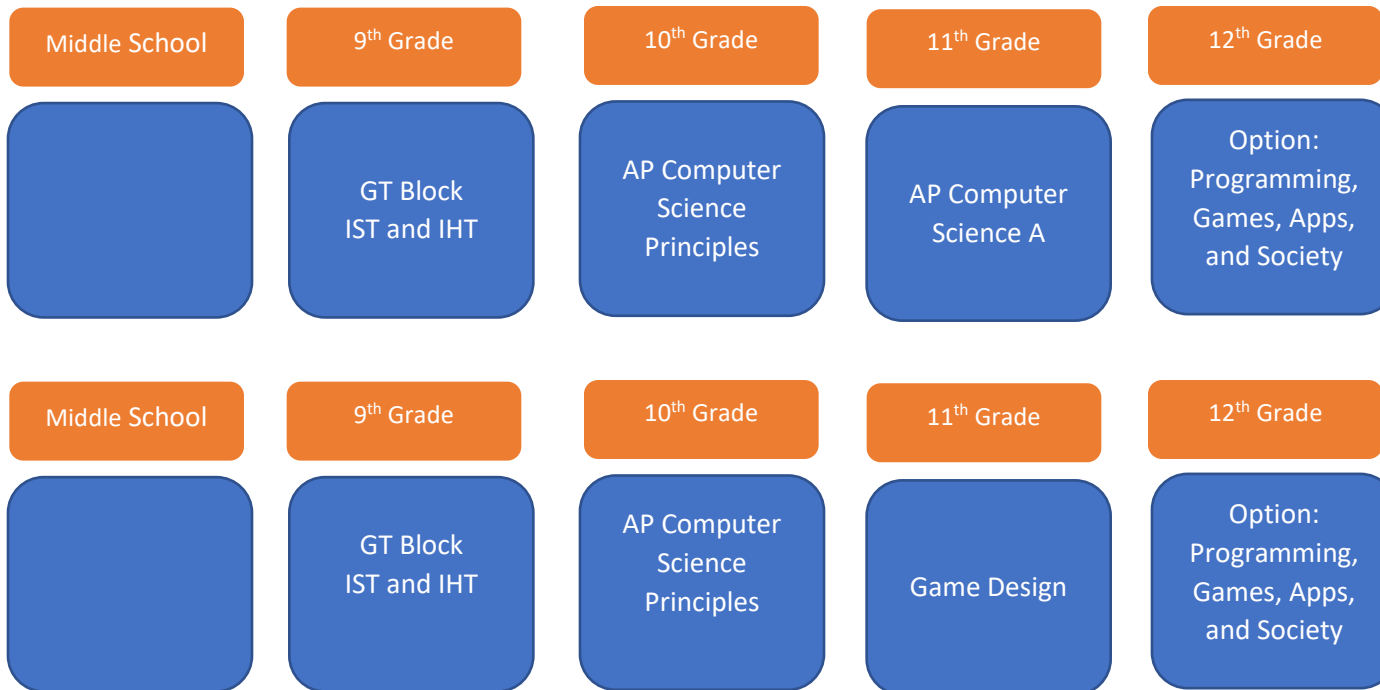 Middle School
9th Grade
10th Grade
11th Grade
12th Grade
GT Block
IST and IHT
AP Computer
Science
Principles
AP Computer
Science A
Option:
Programming,
Games, Apps,
and Society
Middle School
9th Grade
10th Grade
11th Grade
12th Grade
GT Block
IST and IHT
AP Computer
Science
Principles
Game Design
Option:
Programming,
Games, Apps,
and Society